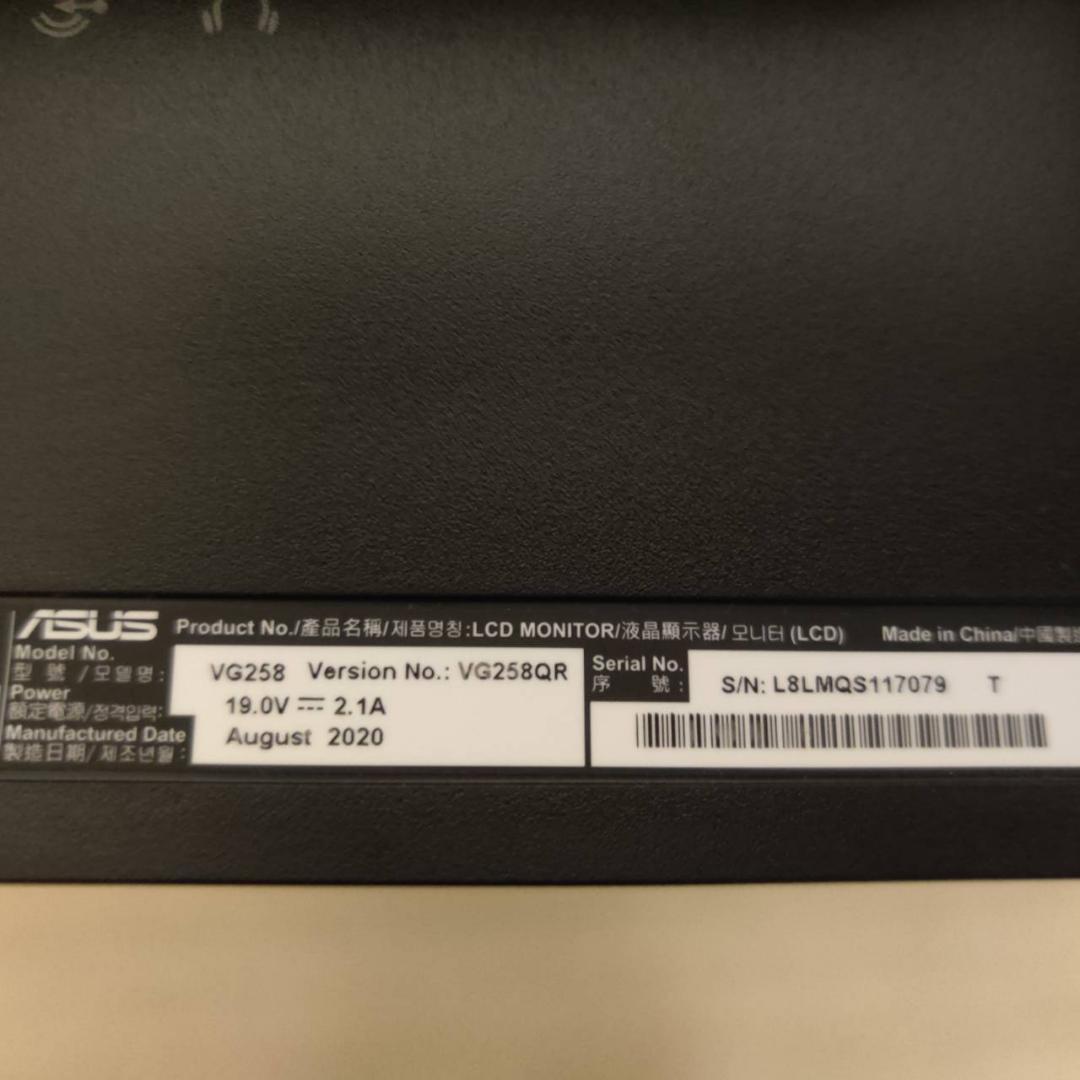 ASUS Product No./產品名稱/제품명칭:LCD MONITOR/液晶顯示器/모니터 (LCD) Made in China/中國製造
Model No.
型 號 /모델명: VG258 Version No.: VG258QR
Power
額定電源/정격입력: 19.0V ⎓ 2.1A
Manufactured Date
製造日期/제조년월: August 2020
Serial No.
序 號: S/N: L8LMQS117079 T